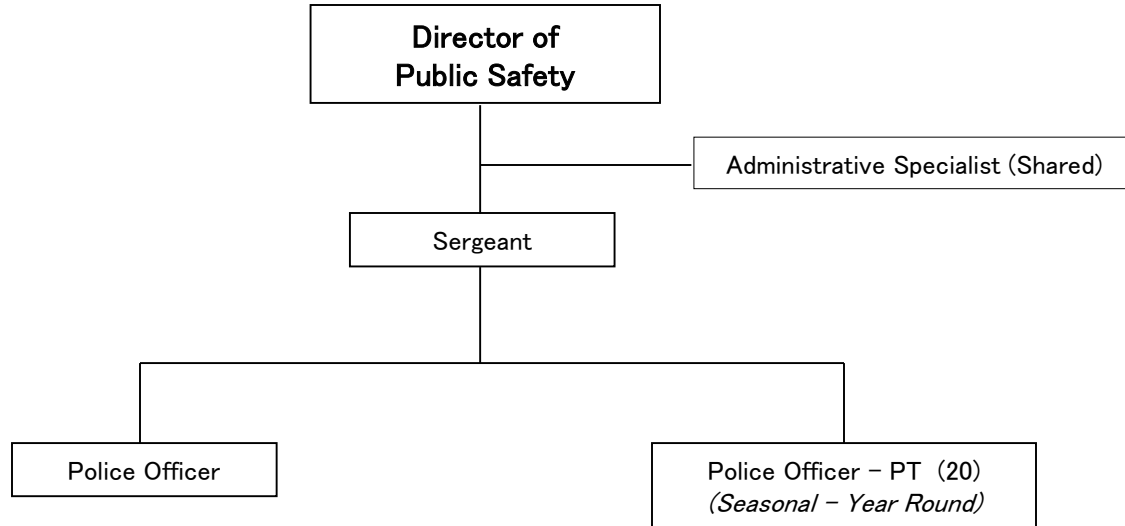 Director of
Public Safety
Administrative Specialist (Shared)
Sergeant
Police Officer
Police Officer – PT (20)
(Seasonal – Year Round)